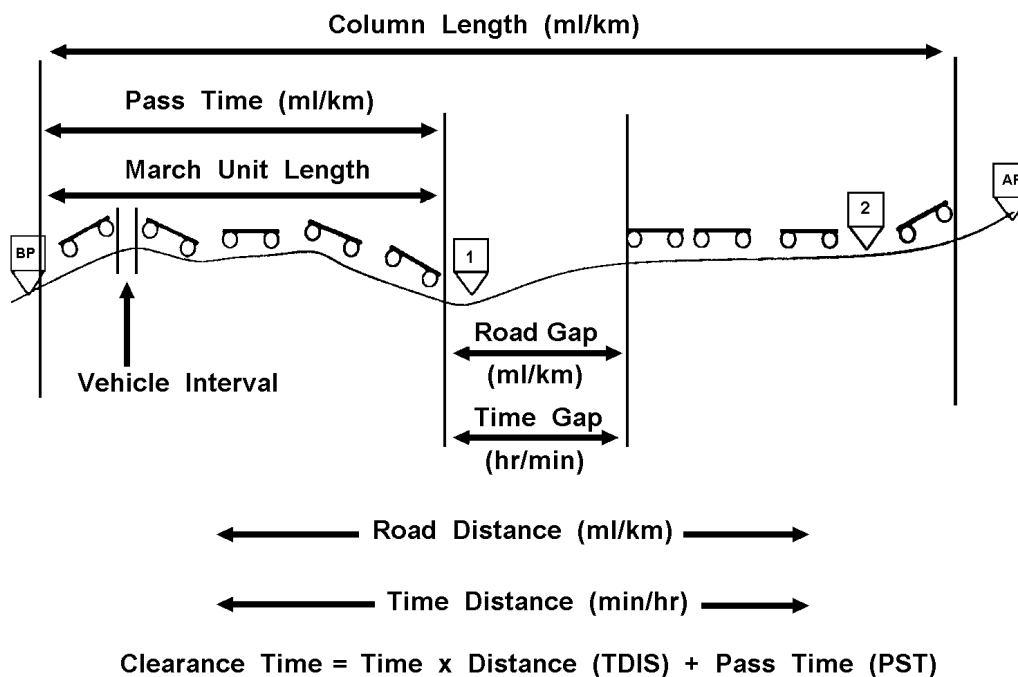 Column Length (ml/km)
Pass Time (ml/km)
March Unit Length
BP
1
2
AP
Vehicle Interval
Road Gap
(ml/km)
Time Gap
(hr/min)
Road Distance (ml/km)
Time Distance (min/hr)
Clearance Time = Time x Distance (TDIS) + Pass Time (PST)